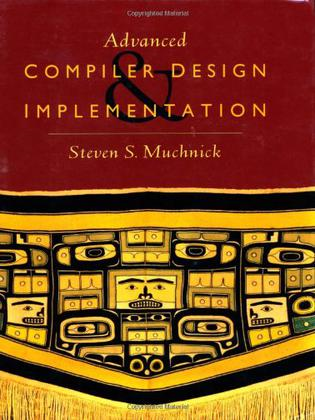 Advanced
COMPILER DESIGN
&
IMPLEMENTATION
Steven S. Muchnick